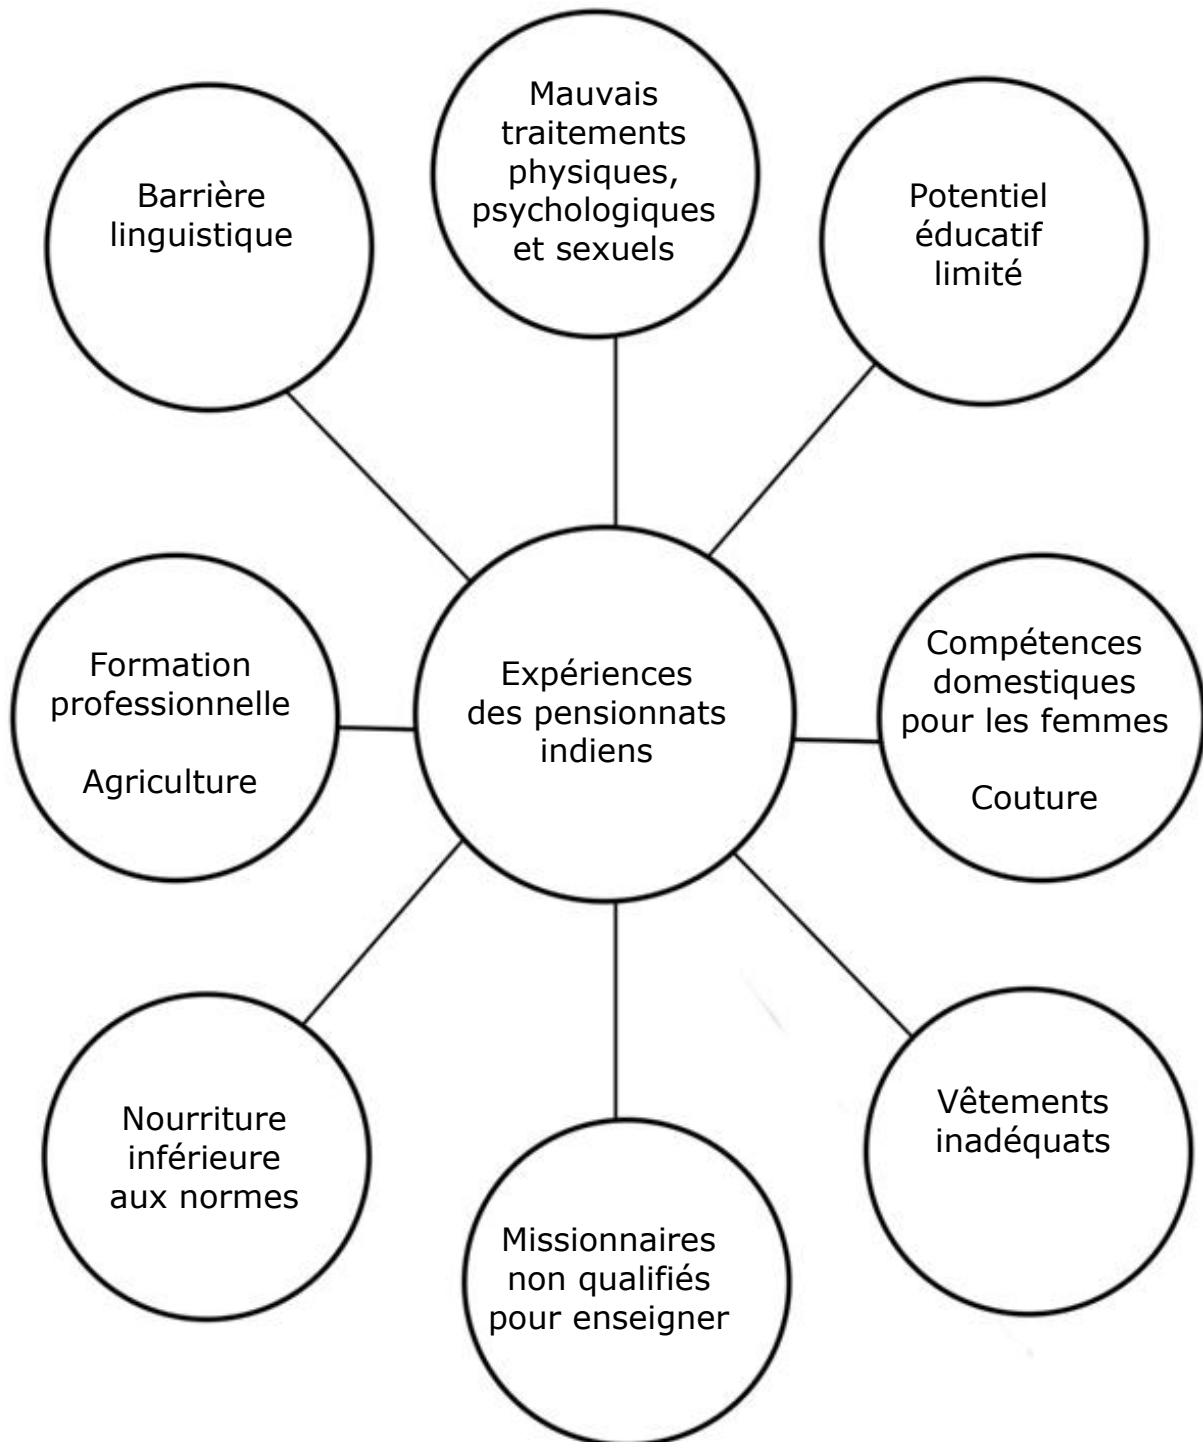 Mauvais
traitements
physiques,
psychologiques
et sexuels
Barrière
linguistique
Potentiel
éducatif
limité
Formation
professionnelle
Agriculture
Expériences
des pensionnats
indiens
Compétences
domestiques
pour les femmes
Couture
Nourriture
inférieure
aux normes
Missionnaires
non qualifiés
pour enseigner
Vêtements
inadéquats